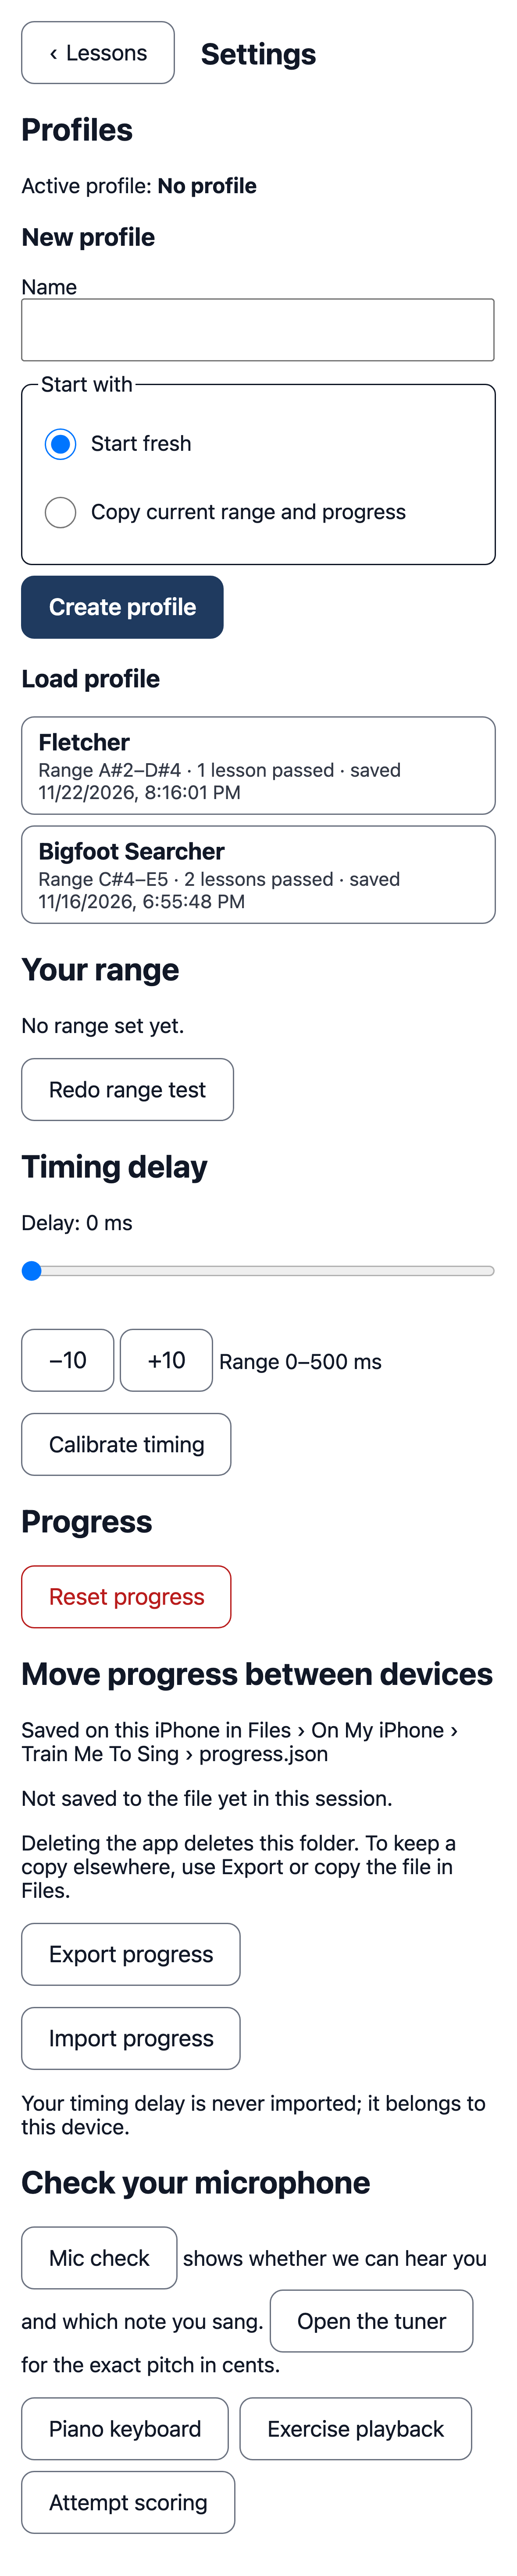 ‹ Lessons
Settings
Profiles
Active profile: No profile
New profile
Name
Start with
Start fresh
Copy current range and progress
Create profile
Load profile
Fletcher
Range A#2–D#4 · 1 lesson passed · saved
11/22/2026, 8:16:01 PM
Bigfoot Searcher
Range C#4–E5 · 2 lessons passed · saved
11/16/2026, 6:55:48 PM
Your range
No range set yet.
Redo range test
Timing delay
Delay: 0 ms
−10 +10 Range 0–500 ms
Calibrate timing
Progress
Reset progress
Move progress between devices
Saved on this iPhone in Files › On My iPhone ›
Train Me To Sing › progress.json
Not saved to the file yet in this session.
Deleting the app deletes this folder. To keep a
copy elsewhere, use Export or copy the file in
Files.
Export progress
Import progress
Your timing delay is never imported; it belongs to
this device.
Check your microphone
Mic check shows whether we can hear you
and which note you sang. Open the tuner
for the exact pitch in cents.
Piano keyboard Exercise playback
Attempt scoring